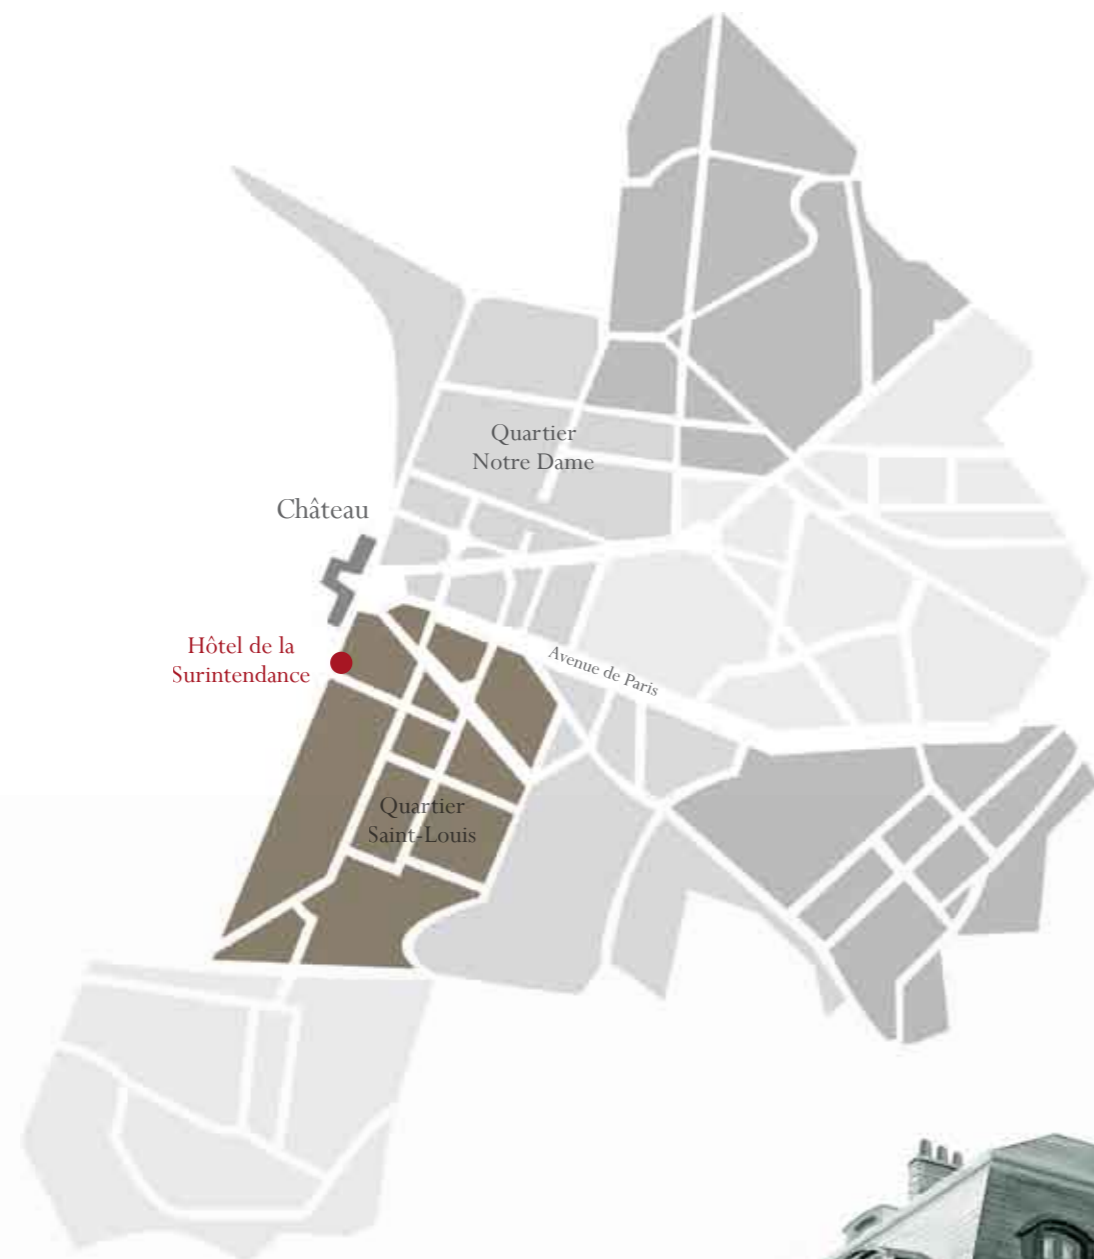 Quartier
Notre Dame
Château
Hôtel de la
Surintendance
Avenue de Paris
Quartier
Saint-Louis